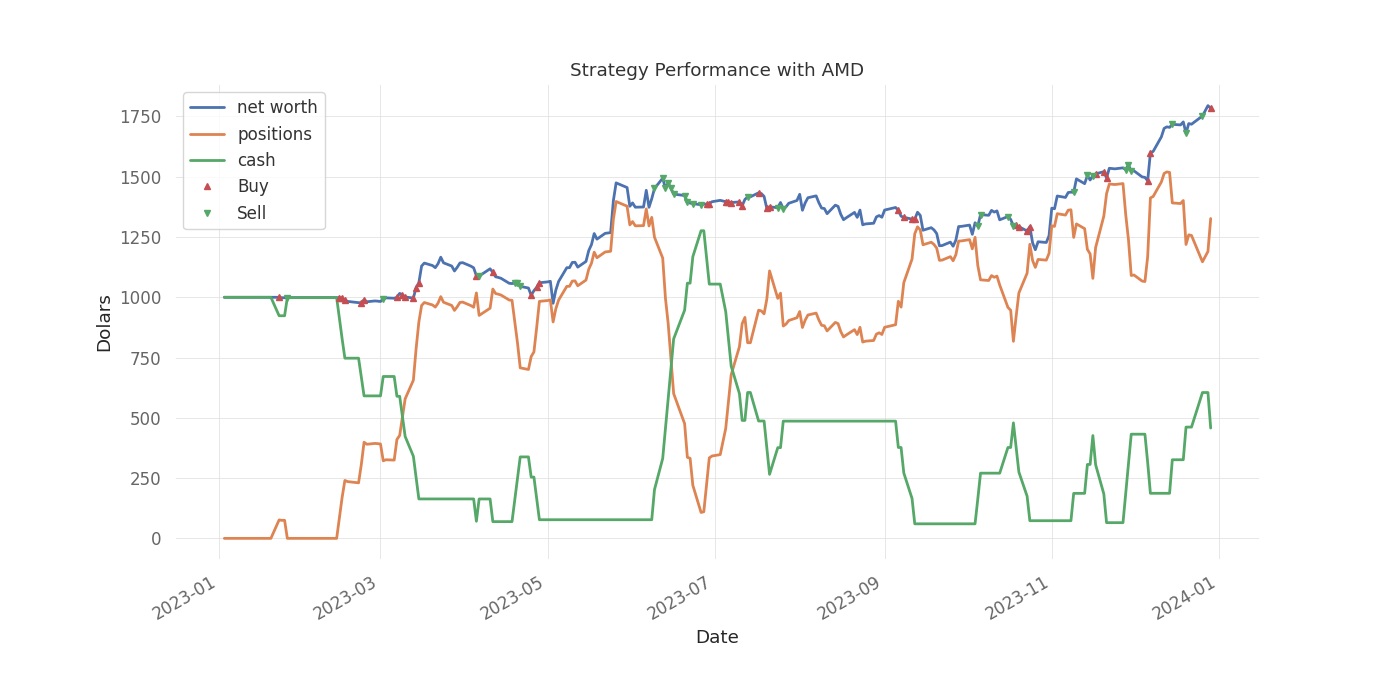 Strategy Performance with AMD
net worth
positions
cash
Buy
Sell
1750
1500
1250
1000
750
500
250
0
Dolars
2023-01
2023-03
2023-05
2023-07
2023-09
2023-11
2024-01
Date